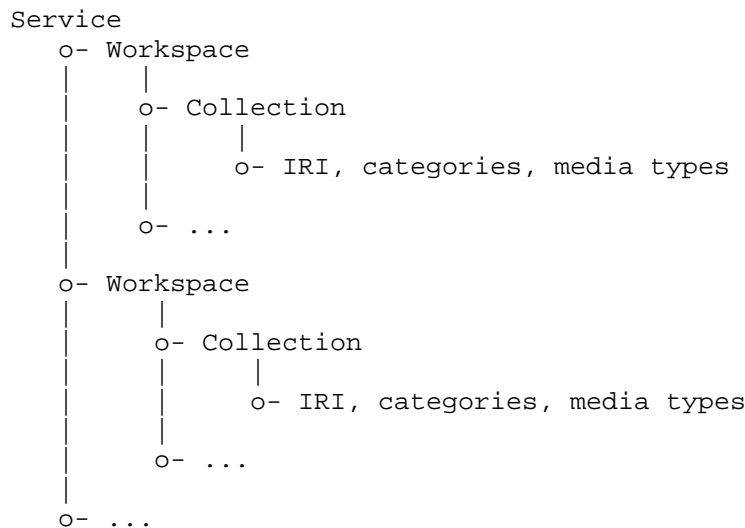 Service
o- Workspace
| |
| o- Collection
| | |
| | o- IRI, categories, media types
| |
| o- ...
|
o- Workspace
| |
| o- Collection
| | |
| | o- IRI, categories, media types
| |
| o- ...
|
o- ...